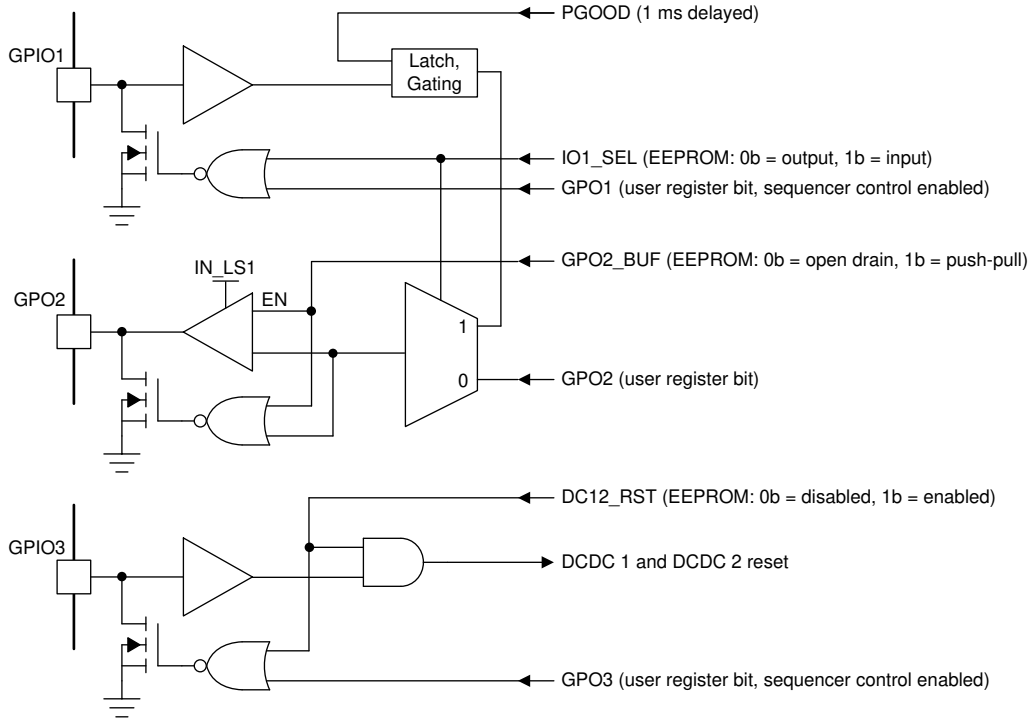 PGOOD (1 ms delayed)
GPIO1
Latch,
Gating
IO1_SEL (EEPROM: 0b = output, 1b = input)
GPO1 (user register bit, sequencer control enabled)
GPO2_BUF (EEPROM: 0b = open drain, 1b = push-pull)
IN_LS1
EN
GPO2
1
0
GPO2 (user register bit)
DC12_RST (EEPROM: 0b = disabled, 1b = enabled)
GPIO3
DCDC 1 and DCDC 2 reset
GPO3 (user register bit, sequencer control enabled)